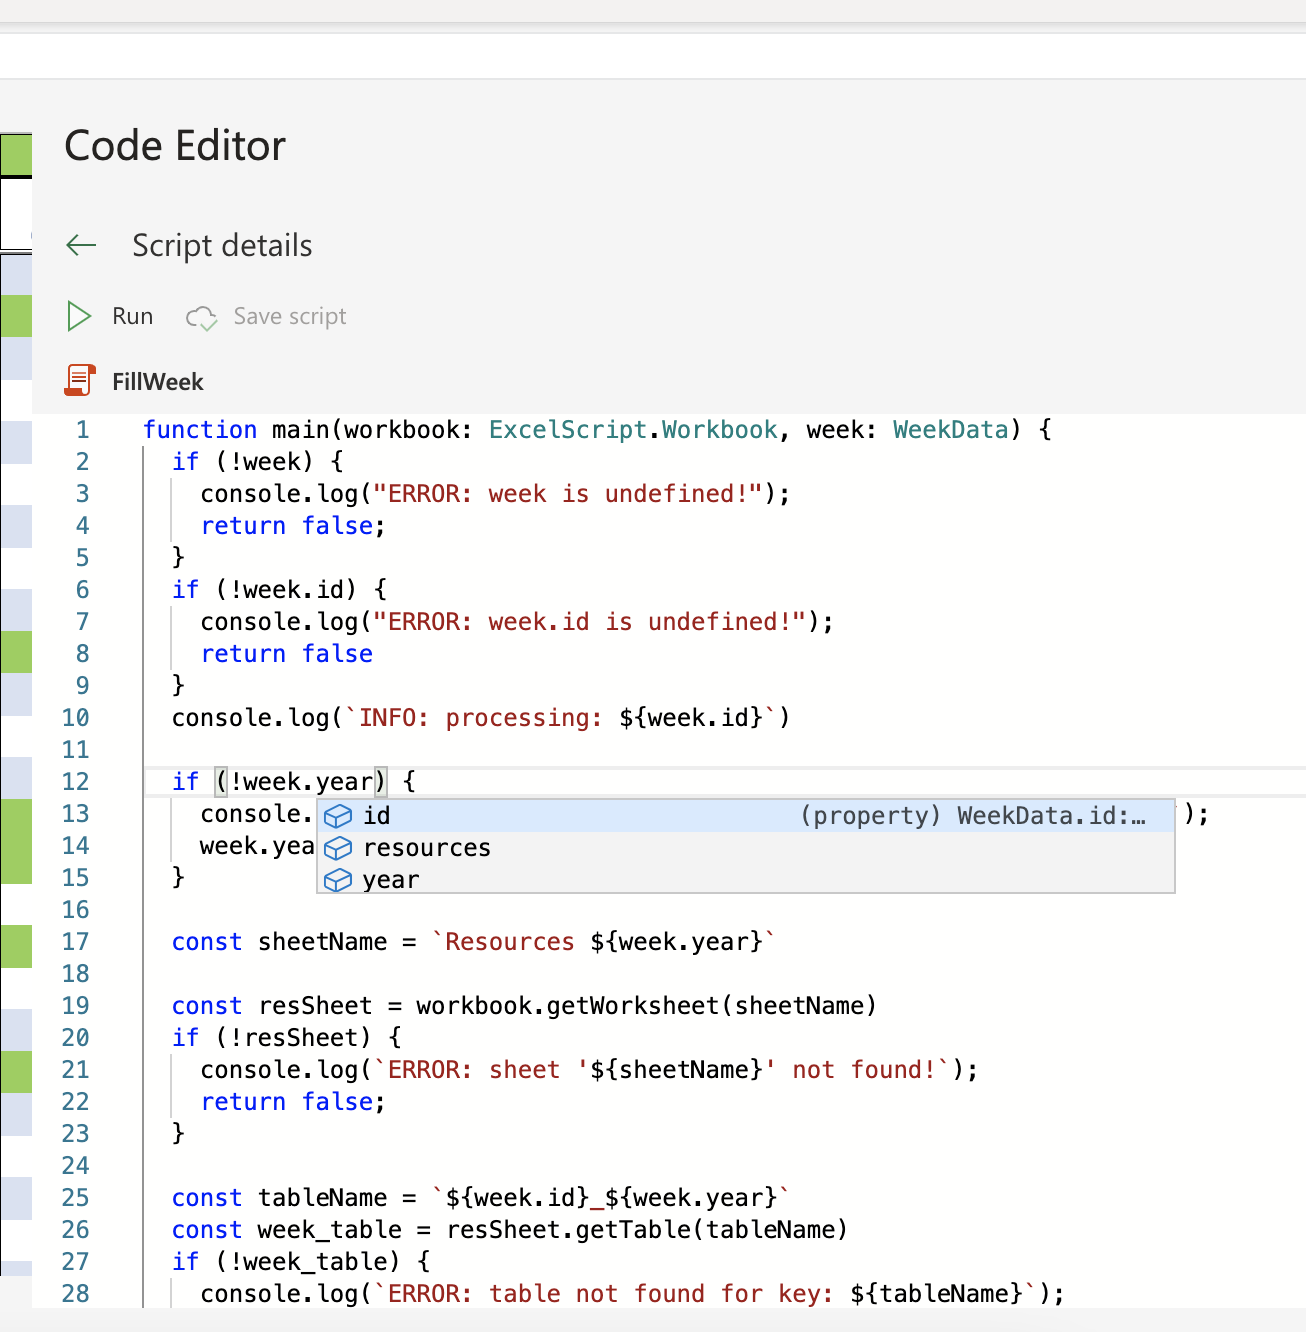 Code Editor
← Script details
Run Save script
FillWeek
1 function main(workbook: ExcelScript.Workbook, week: WeekData) {
2 if (!week) {
3 console.log("ERROR: week is undefined!");
4 return false;
5 }
6 if (!week.id) {
7 console.log("ERROR: week.id is undefined!");
8 return false
9 }
10 console.log(`INFO: processing: ${week.id}`)
11
12 if (!week.year) {
13 console. id (property) WeekData.id:… );
14 week.yea resources
15 } year
16
17 const sheetName = `Resources ${week.year}`
18
19 const resSheet = workbook.getWorksheet(sheetName)
20 if (!resSheet) {
21 console.log(`ERROR: sheet '${sheetName}' not found!`);
22 return false;
23 }
24
25 const tableName = `${week.id}_${week.year}`
26 const week_table = resSheet.getTable(tableName)
27 if (!week_table) {
28 console.log(`ERROR: table not found for key: ${tableName}`);